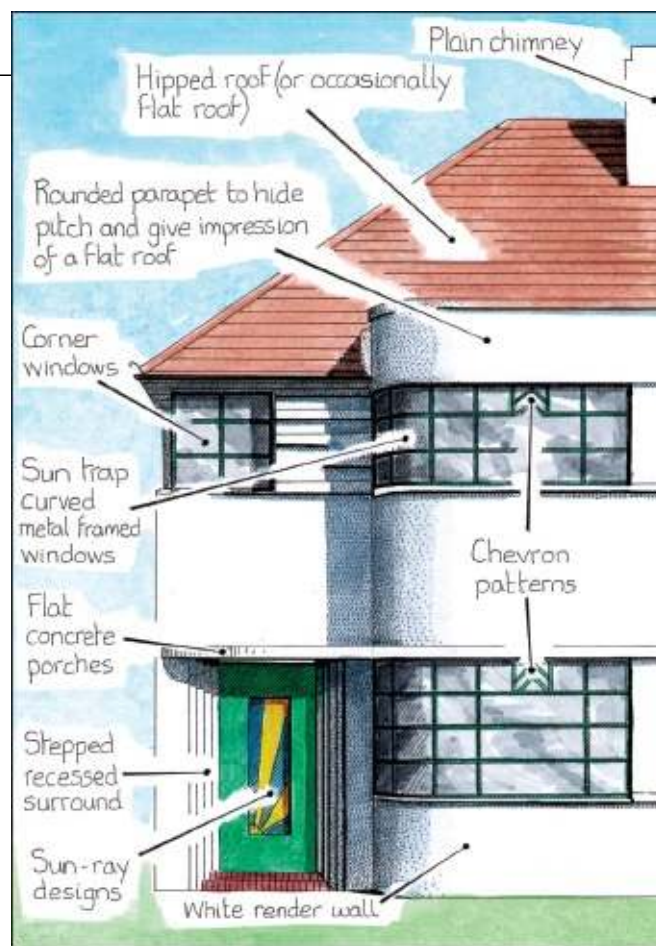 Plain chimney
Hipped roof (or occasionally
flat roof)
Rounded parapet to hide
pitch and give impression
of a flat roof
Corner
windows
Sun trap
curved
metal framed
windows
Chevron
patterns
Flat
concrete
porches
Stepped
recessed
surround
Sun-ray
designs
White render wall